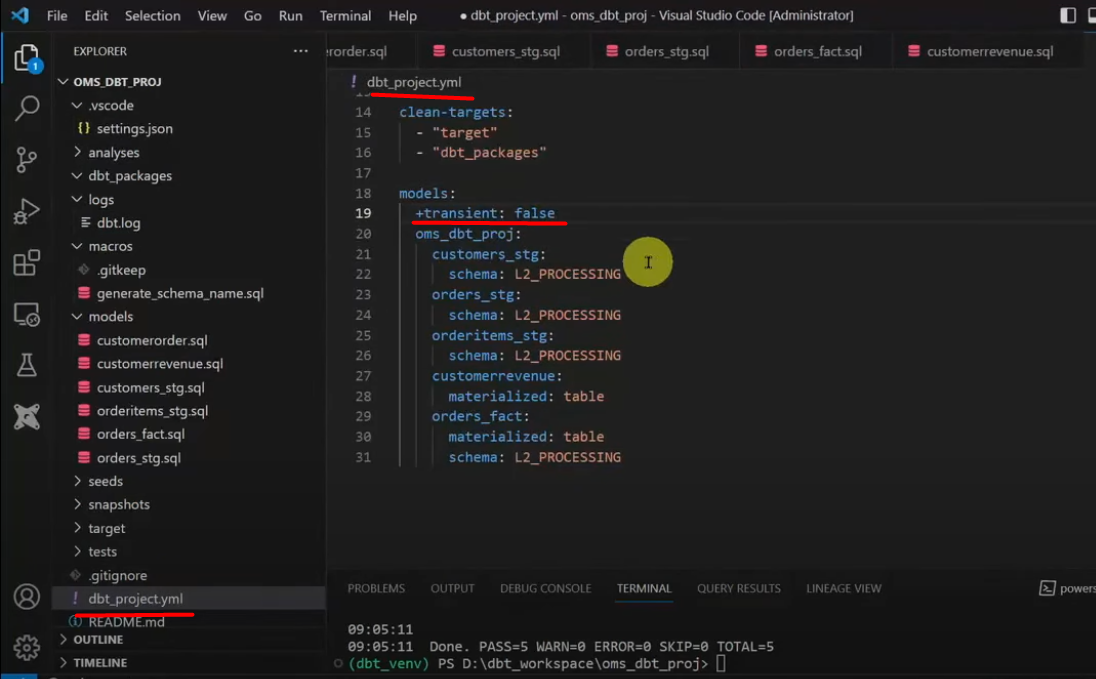 File Edit Selection View Go Run Terminal Help
● dbt_project.yml - oms_dbt_proj - Visual Studio Code [Administrator]
EXPLORER
...
1
OMS_DBT_PROJ
.vscode
settings.json
analyses
dbt_packages
logs
dbt.log
macros
.gitkeep
generate_schema_name.sql
models
customerorder.sql
customerrevenue.sql
customers_stg.sql
orderitems_stg.sql
orders_fact.sql
orders_stg.sql
seeds
snapshots
target
tests
.gitignore
! dbt_project.yml
README.md
OUTLINE
TIMELINE
rorder.sql customers_stg.sql orders_stg.sql orders_fact.sql customerrevenue.sql
! dbt_project.yml
14 clean-targets:
15 - "target"
16 - "dbt_packages"
17
18 models:
19 +transient: false
20 oms_dbt_proj:
21 customers_stg:
22 schema: L2_PROCESSING
23 orders_stg:
24 schema: L2_PROCESSING
25 orderitems_stg:
26 schema: L2_PROCESSING
27 customerrevenue:
28 materialized: table
29 orders_fact:
30 materialized: table
31 schema: L2_PROCESSING
PROBLEMS OUTPUT DEBUG CONSOLE TERMINAL QUERY RESULTS LINEAGE VIEW
powers
09:05:11
09:05:11 Done. PASS=5 WARN=0 ERROR=0 SKIP=0 TOTAL=5
(dbt_venv) PS D:\dbt_workspace\oms_dbt_proj>